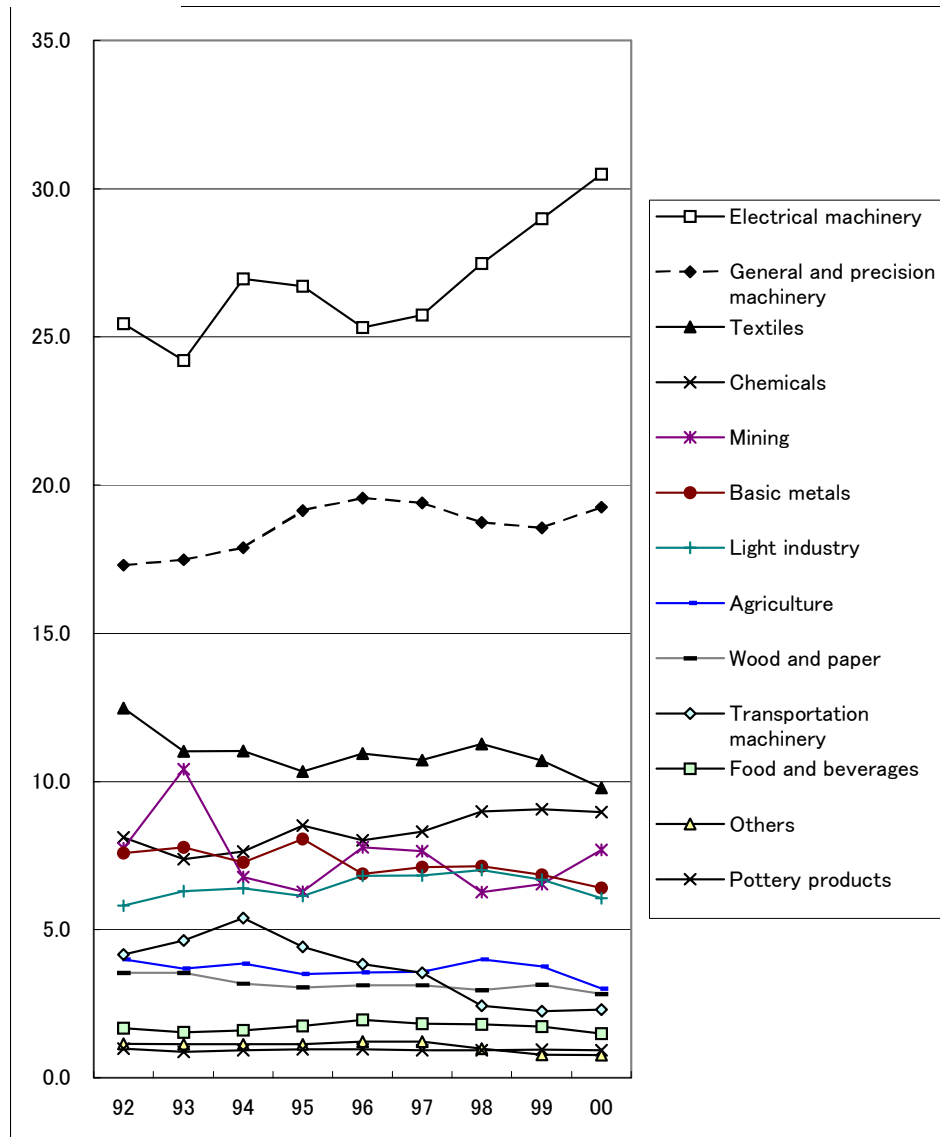 35.0
30.0
25.0
20.0
15.0
10.0
5.0
0.0
92 93 94 95 96 97 98 99 00
Electrical machinery
General and precision
machinery
Textiles
Chemicals
Mining
Basic metals
Light industry
Agriculture
Wood and paper
Transportation
machinery
Food and beverages
Others
Pottery products